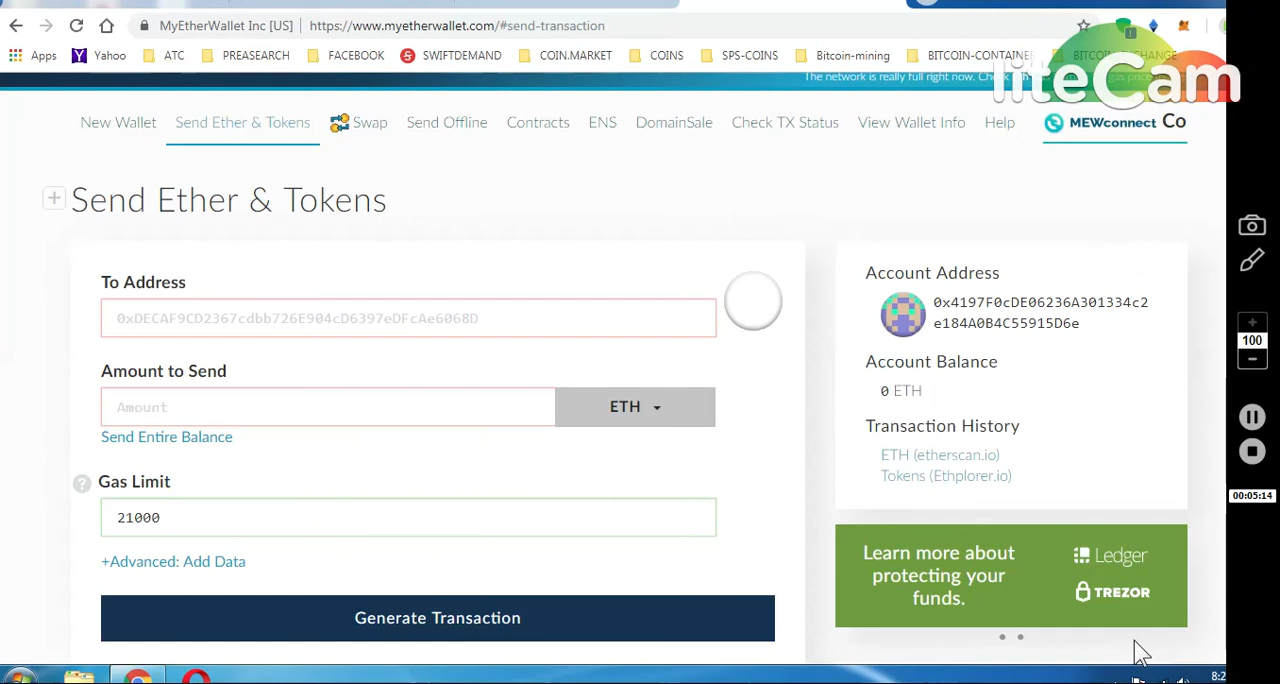 MyEtherWallet Inc [US] https://www.myetherwallet.com/#send-transaction
Apps Yahoo ATC PREASEARCH FACEBOOK SWIFTDEMAND COIN.MARKET COINS SPS-COINS Bitcoin-mining BITCOIN-CONTAINE
liteCam
The network is really full right now.
New Wallet Send Ether & Tokens Swap Send Offline Contracts ENS DomainSale Check TX Status View Wallet Info Help MEWconnect Co
Send Ether & Tokens
To Address
0xDECAF9CD2367cdbb726E904cD6397eDFcAe6068D
Amount to Send
Amount
ETH
Send Entire Balance
Gas Limit
21000
+Advanced: Add Data
Generate Transaction
Account Address
0x4197F0cDE06236A301334c2
e184A0B4C55915D6e
Account Balance
0 ETH
Transaction History
ETH (etherscan.io)
Tokens (Ethplorer.io)
Learn more about
protecting your
funds.
Ledger
TREZOR
100
00:05:14